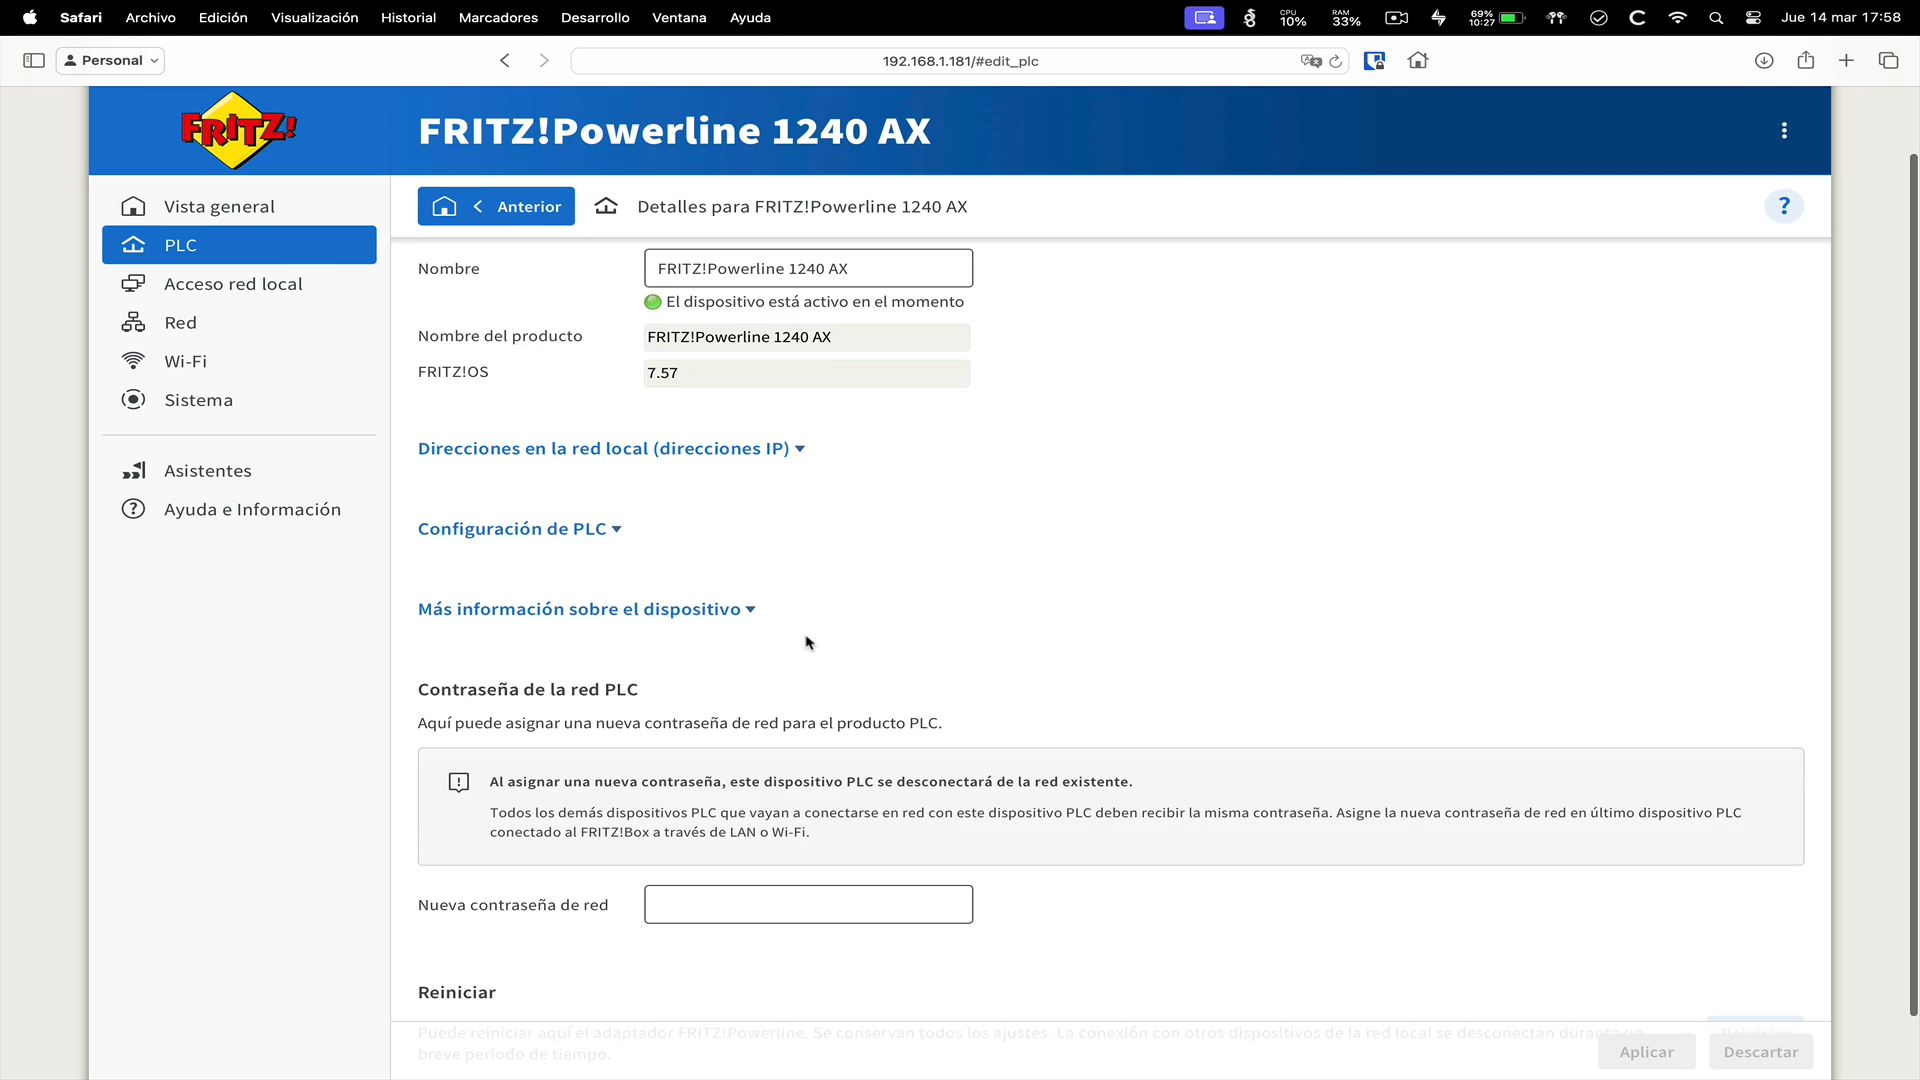 Safari Archivo Edición Visualización Historial Marcadores Desarrollo Ventana Ayuda
CPU 10% RAM 33% 69% 10:27 Jue 14 mar 17:58
Personal
192.168.1.181/#edit_plc
FRITZ!
FRITZ!Powerline 1240 AX
Vista general
PLC
Acceso red local
Red
Wi-Fi
Sistema
Asistentes
Ayuda e Información
Anterior
Detalles para FRITZ!Powerline 1240 AX
?
Nombre
FRITZ!Powerline 1240 AX
El dispositivo está activo en el momento
Nombre del producto
FRITZ!Powerline 1240 AX
FRITZ!OS
7.57
Direcciones en la red local (direcciones IP)
Configuración de PLC
Más información sobre el dispositivo
Contraseña de la red PLC
Aquí puede asignar una nueva contraseña de red para el producto PLC.
Al asignar una nueva contraseña, este dispositivo PLC se desconectará de la red existente.
Todos los demás dispositivos PLC que vayan a conectarse en red con este dispositivo PLC deben recibir la misma contraseña. Asigne la nueva contraseña de red en último dispositivo PLC
conectado al FRITZ!Box a través de LAN o Wi-Fi.
Nueva contraseña de red
Reiniciar
Puede reiniciar aquí el adaptador FRITZ!Powerline. Se conservan todos los ajustes. La conexión con otros dispositivos de la red local se desconectan durante un
breve periodo de tiempo.
Reiniciar
Aplicar
Descartar